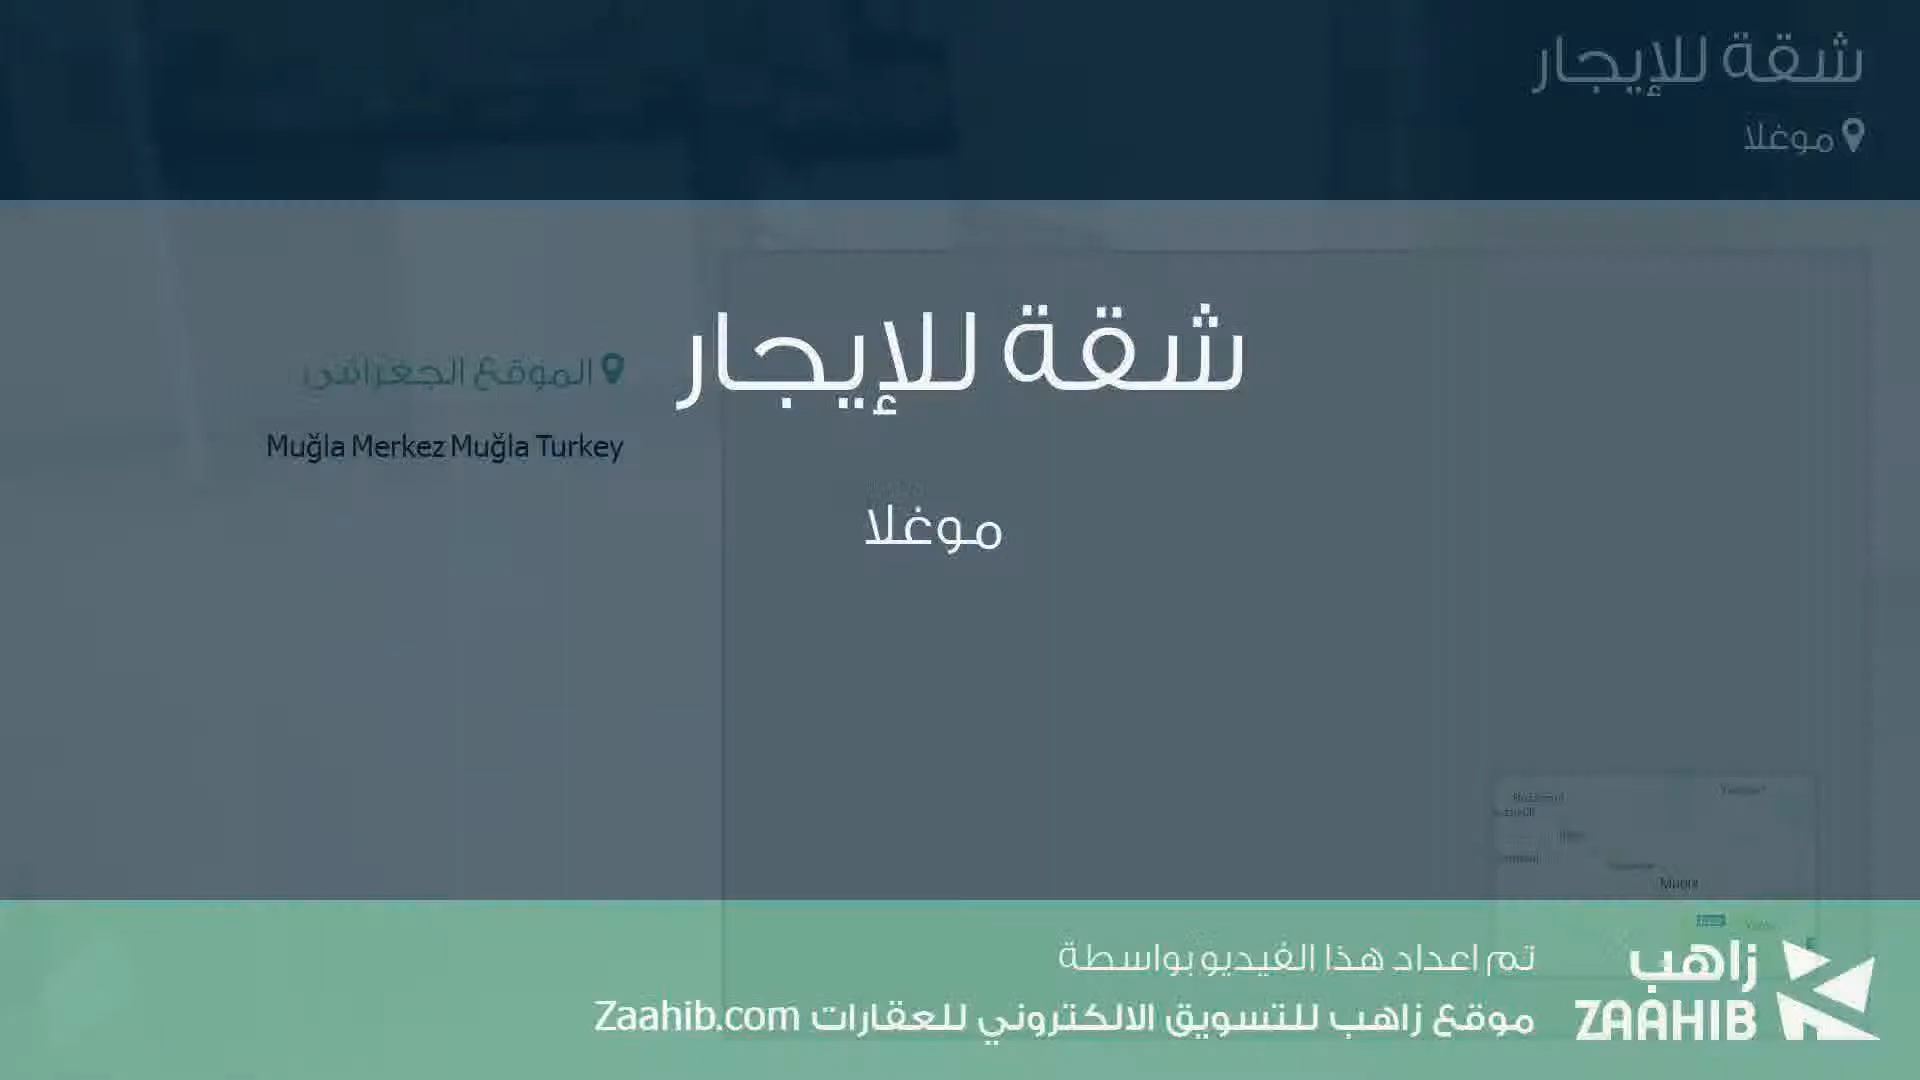 شقة للإيجار
موغلا
شقة للإيجار
الموقع الجغرافي
Muğla Merkez Muğla Turkey
موغلا
تم اعداد هذا الفيديو بواسطة
موقع زاهب للتسويق الالكتروني للعقارات Zaahib.com
زاهب
ZAAHIB